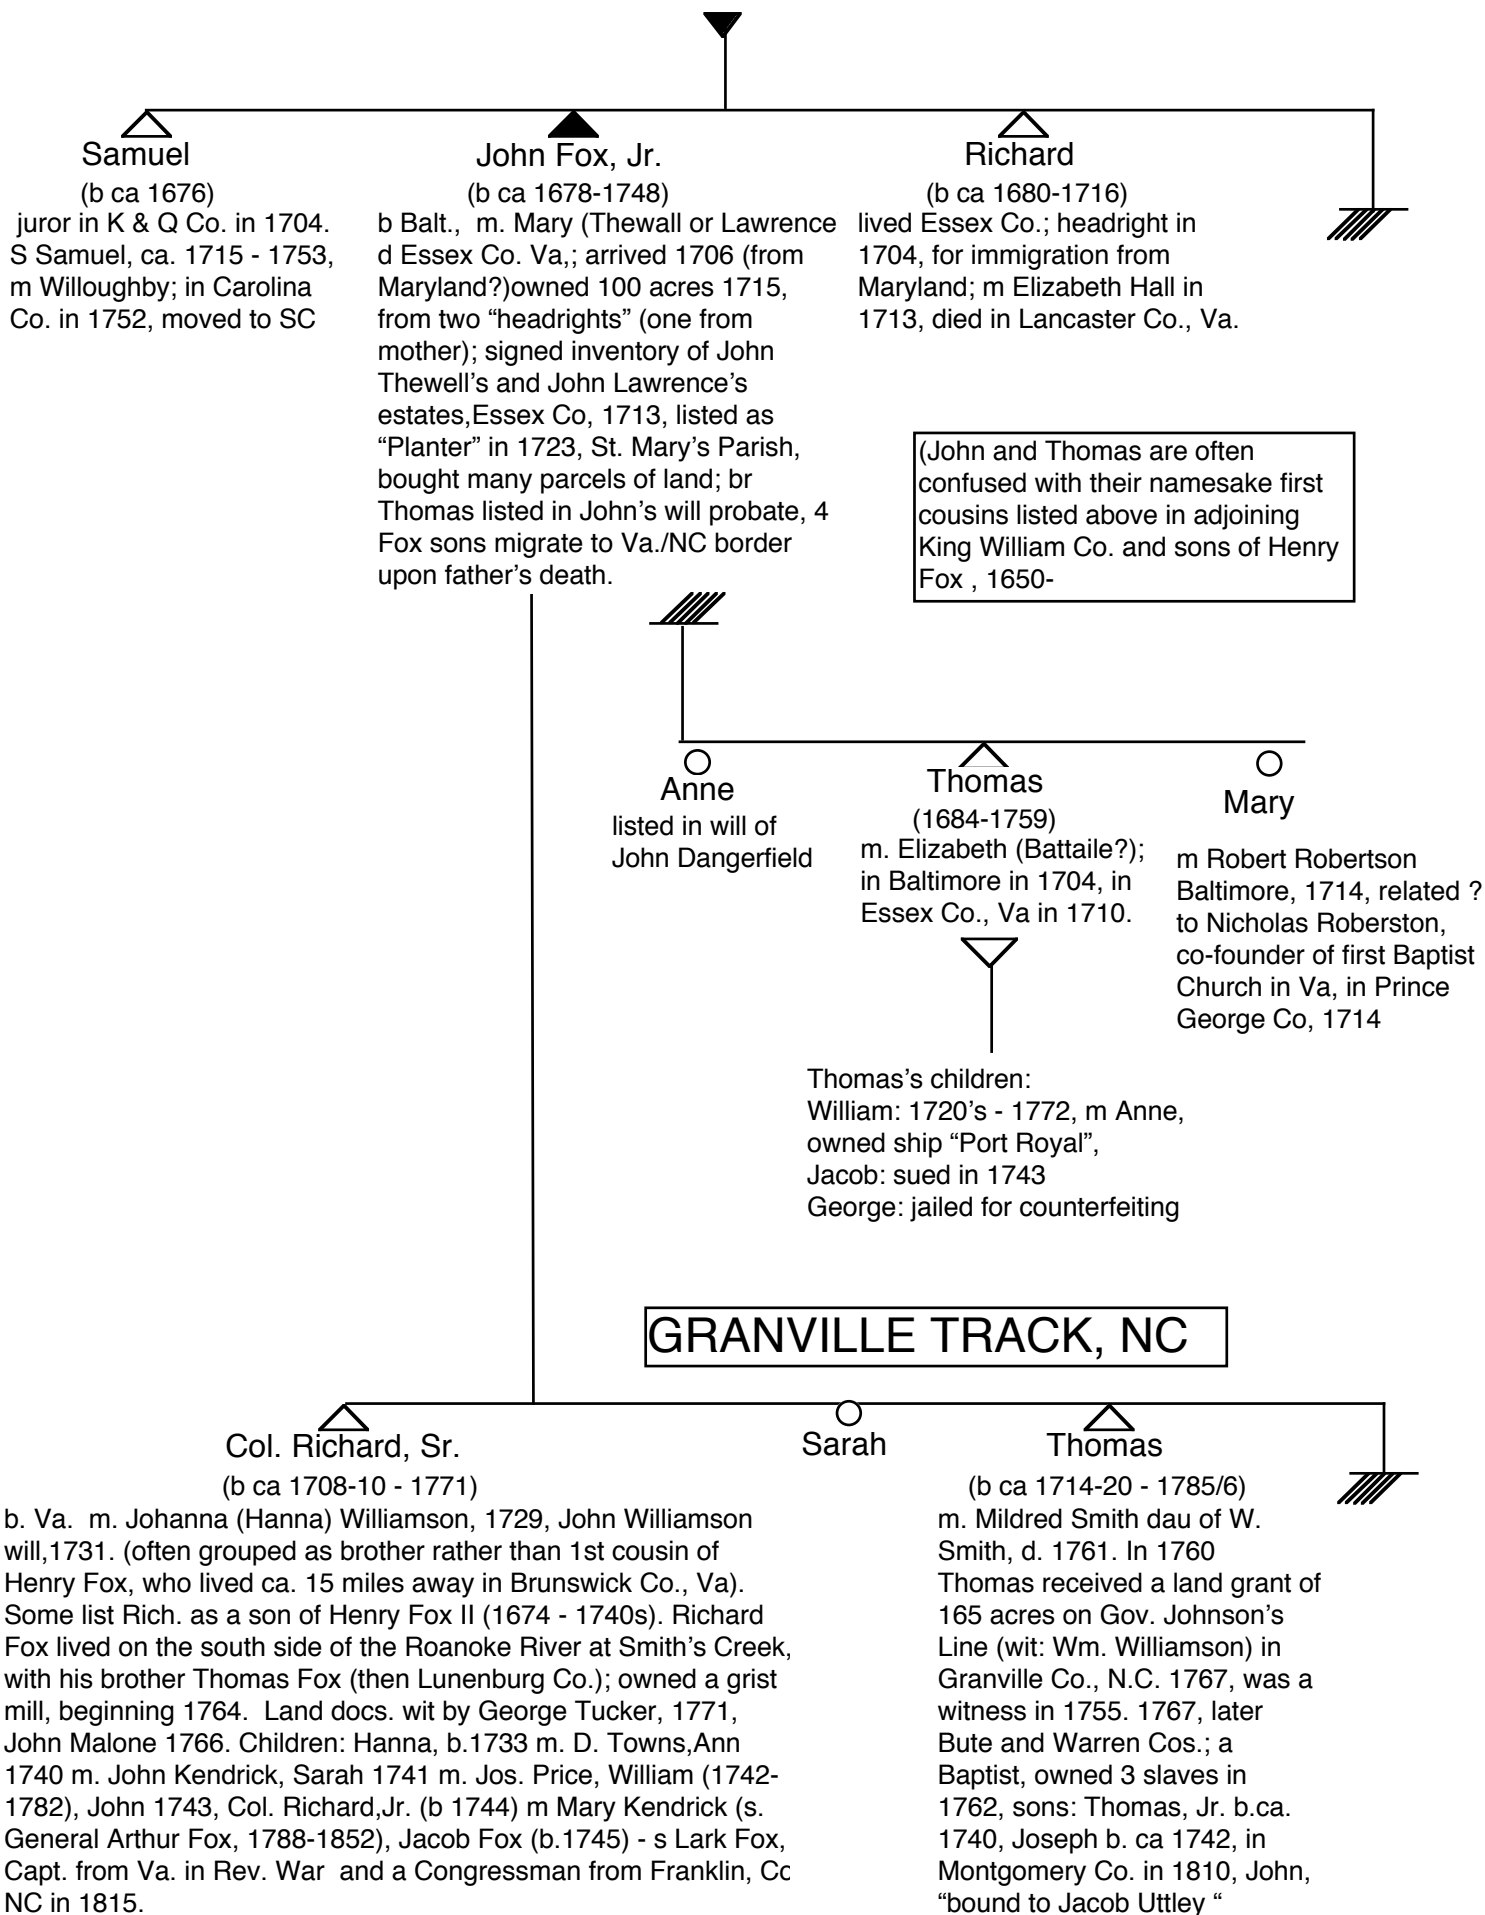 Samuel
(b ca 1676)
juror in K & Q Co. in 1704.
S Samuel, ca. 1715 - 1753,
m Willoughby; in Carolina
Co. in 1752, moved to SC
John Fox, Jr.
(b ca 1678-1748)
b Balt., m. Mary (Thewall or Lawrence
d Essex Co. Va,; arrived 1706 (from
Maryland?)owned 100 acres 1715,
from two “headrights” (one from
mother); signed inventory of John
Thewell’s and John Lawrence’s
estates,Essex Co, 1713, listed as
“Planter” in 1723, St. Mary’s Parish,
bought many parcels of land; br
Thomas listed in John’s will probate, 4
Fox sons migrate to Va./NC border
upon father’s death.
Richard
(b ca 1680-1716)
lived Essex Co.; headright in
1704, for immigration from
Maryland; m Elizabeth Hall in
1713, died in Lancaster Co., Va.
(John and Thomas are often
confused with their namesake first
cousins listed above in adjoining
King William Co. and sons of Henry
Fox , 1650-
Anne
listed in will of
John Dangerfield
Thomas
(1684-1759)
m. Elizabeth (Battaile?);
in Baltimore in 1704, in
Essex Co., Va in 1710.
Mary
m Robert Robertson
Baltimore, 1714, related ?
to Nicholas Roberston,
co-founder of first Baptist
Church in Va, in Prince
George Co, 1714
Thomas’s children:
William: 1720’s - 1772, m Anne,
owned ship “Port Royal”,
Jacob: sued in 1743
George: jailed for counterfeiting
GRANVILLE TRACK, NC
Col. Richard, Sr.
(b ca 1708-10 - 1771)
b. Va. m. Johanna (Hanna) Williamson, 1729, John Williamson
will,1731. (often grouped as brother rather than 1st cousin of
Henry Fox, who lived ca. 15 miles away in Brunswick Co., Va).
Some list Rich. as a son of Henry Fox II (1674 - 1740s). Richard
Fox lived on the south side of the Roanoke River at Smith’s Creek,
with his brother Thomas Fox (then Lunenburg Co.); owned a grist
mill, beginning 1764. Land docs. wit by George Tucker, 1771,
John Malone 1766. Children: Hanna, b.1733 m. D. Towns,Ann
1740 m. John Kendrick, Sarah 1741 m. Jos. Price, William (1742-
1782), John 1743, Col. Richard,Jr. (b 1744) m Mary Kendrick (s.
General Arthur Fox, 1788-1852), Jacob Fox (b.1745) - s Lark Fox,
Capt. from Va. in Rev. War and a Congressman from Franklin, Co
NC in 1815.
Sarah
Thomas
(b ca 1714-20 - 1785/6)
m. Mildred Smith dau of W.
Smith, d. 1761. In 1760
Thomas received a land grant of
165 acres on Gov. Johnson’s
Line (wit: Wm. Williamson) in
Granville Co., N.C. 1767, was a
witness in 1755. 1767, later
Bute and Warren Cos.; a
Baptist, owned 3 slaves in
1762, sons: Thomas, Jr. b.ca.
1740, Joseph b. ca 1742, in
Montgomery Co. in 1810, John,
“bound to Jacob Uttley “